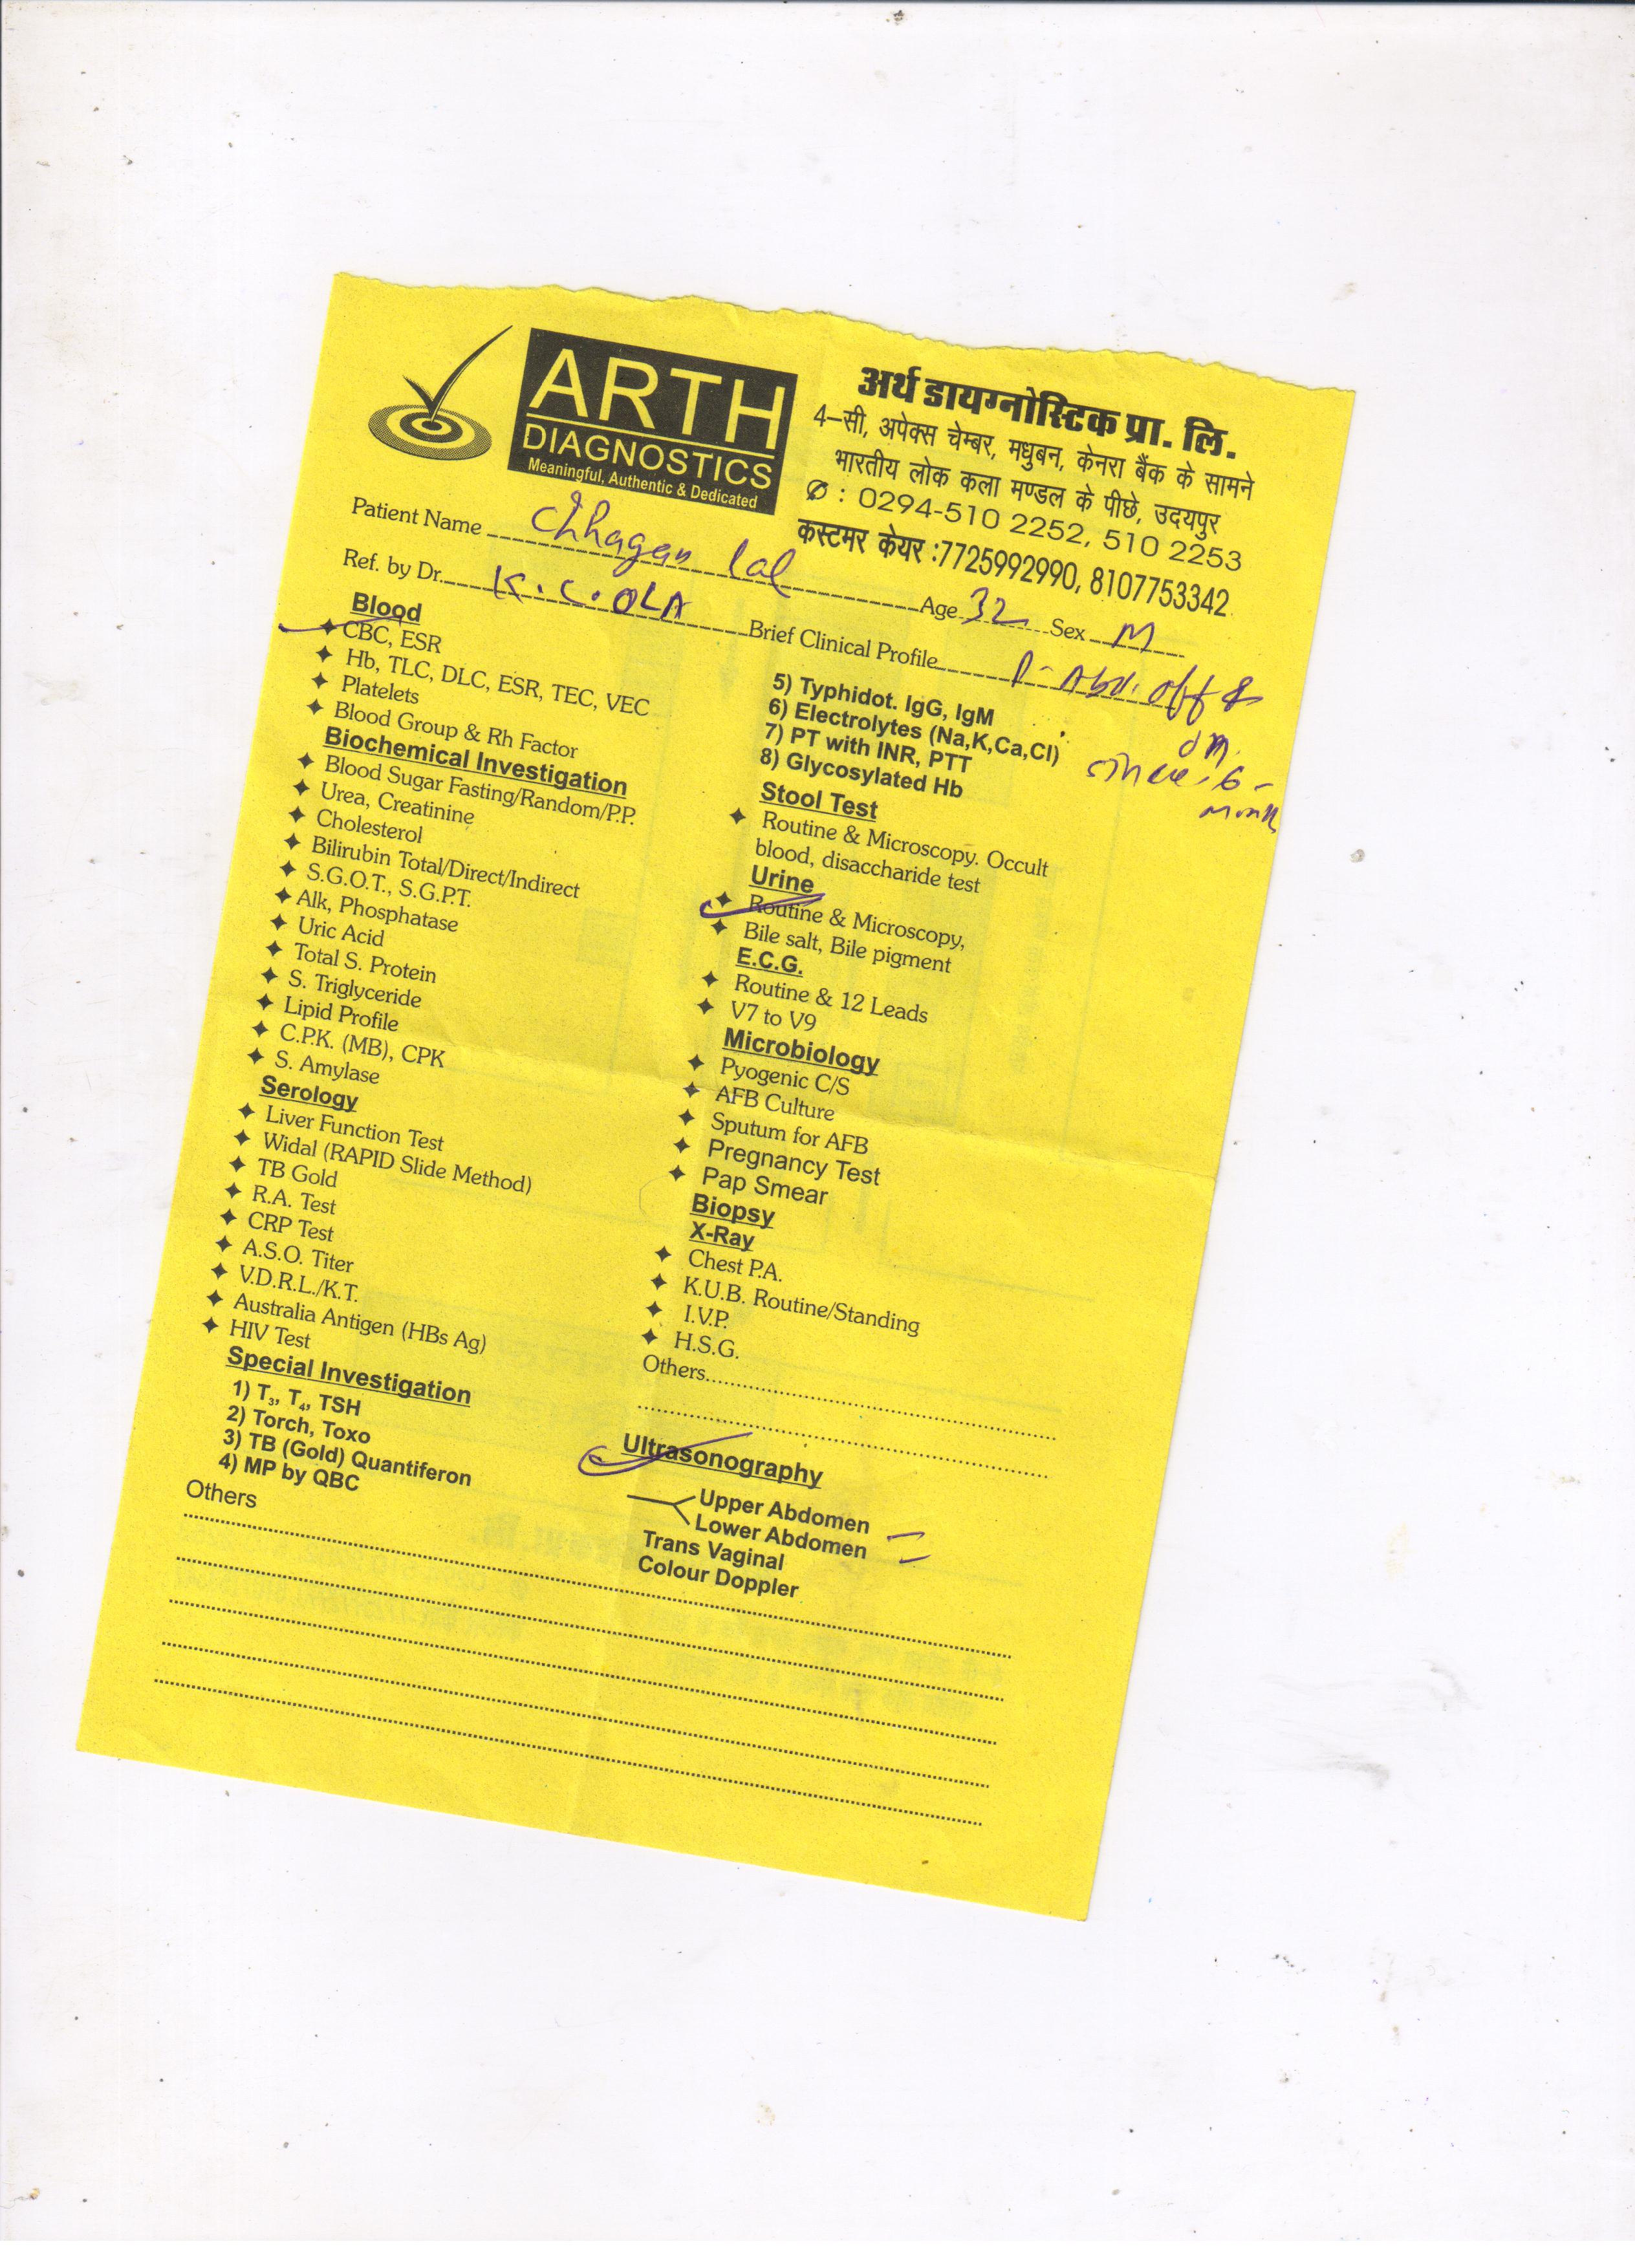 ARTH
DIAGNOSTICS
Meaningful, Authentic & Dedicated
अर्थ डायग्नोस्टिक प्रा. लि.
4-सी, अपेक्स चेम्बर, मधुबन, केनरा बैंक के सामने
भारतीय लोक कला मण्डल के पीछे, उदयपुर
✆ : 0294-510 2252, 510 2253
कस्टमर केयर :7725992990, 8107753342
Patient Name Chhagan lal Age 32 Sex M
Ref. by Dr. K.C. OLA Brief Clinical Profile P- Abd. off &
on
since 6-
month
Blood
CBC, ESR
Hb, TLC, DLC, ESR, TEC, VEC
Platelets
Blood Group & Rh Factor
Biochemical Investigation
Blood Sugar Fasting/Random/P.P.
Urea, Creatinine
Cholesterol
Bilirubin Total/Direct/Indirect
S.G.O.T., S.G.P.T.
Alk, Phosphatase
Uric Acid
Total S. Protein
S. Triglyceride
Lipid Profile
C.P.K. (MB), CPK
S. Amylase
Serology
Liver Function Test
Widal (RAPID Slide Method)
TB Gold
R.A. Test
CRP Test
A.S.O. Titer
V.D.R.L./K.T.
Australia Antigen (HBs Ag)
HIV Test
Special Investigation
1) T₃, T₄, TSH
2) Torch, Toxo
3) TB (Gold) Quantiferon
4) MP by QBC
Others
5) Typhidot. IgG, IgM
6) Electrolytes (Na,K,Ca,Cl)
7) PT with INR, PTT
8) Glycosylated Hb
Stool Test
Routine & Microscopy. Occult
blood, disaccharide test
Urine
Routine & Microscopy,
Bile salt, Bile pigment
E.C.G.
Routine & 12 Leads
V7 to V9
Microbiology
Pyogenic C/S
AFB Culture
Sputum for AFB
Pregnancy Test
Pap Smear
Biopsy
X-Ray
Chest P.A.
K.U.B. Routine/Standing
I.V.P.
H.S.G.
Others
Ultrasonography
Upper Abdomen
Lower Abdomen
Trans Vaginal
Colour Doppler